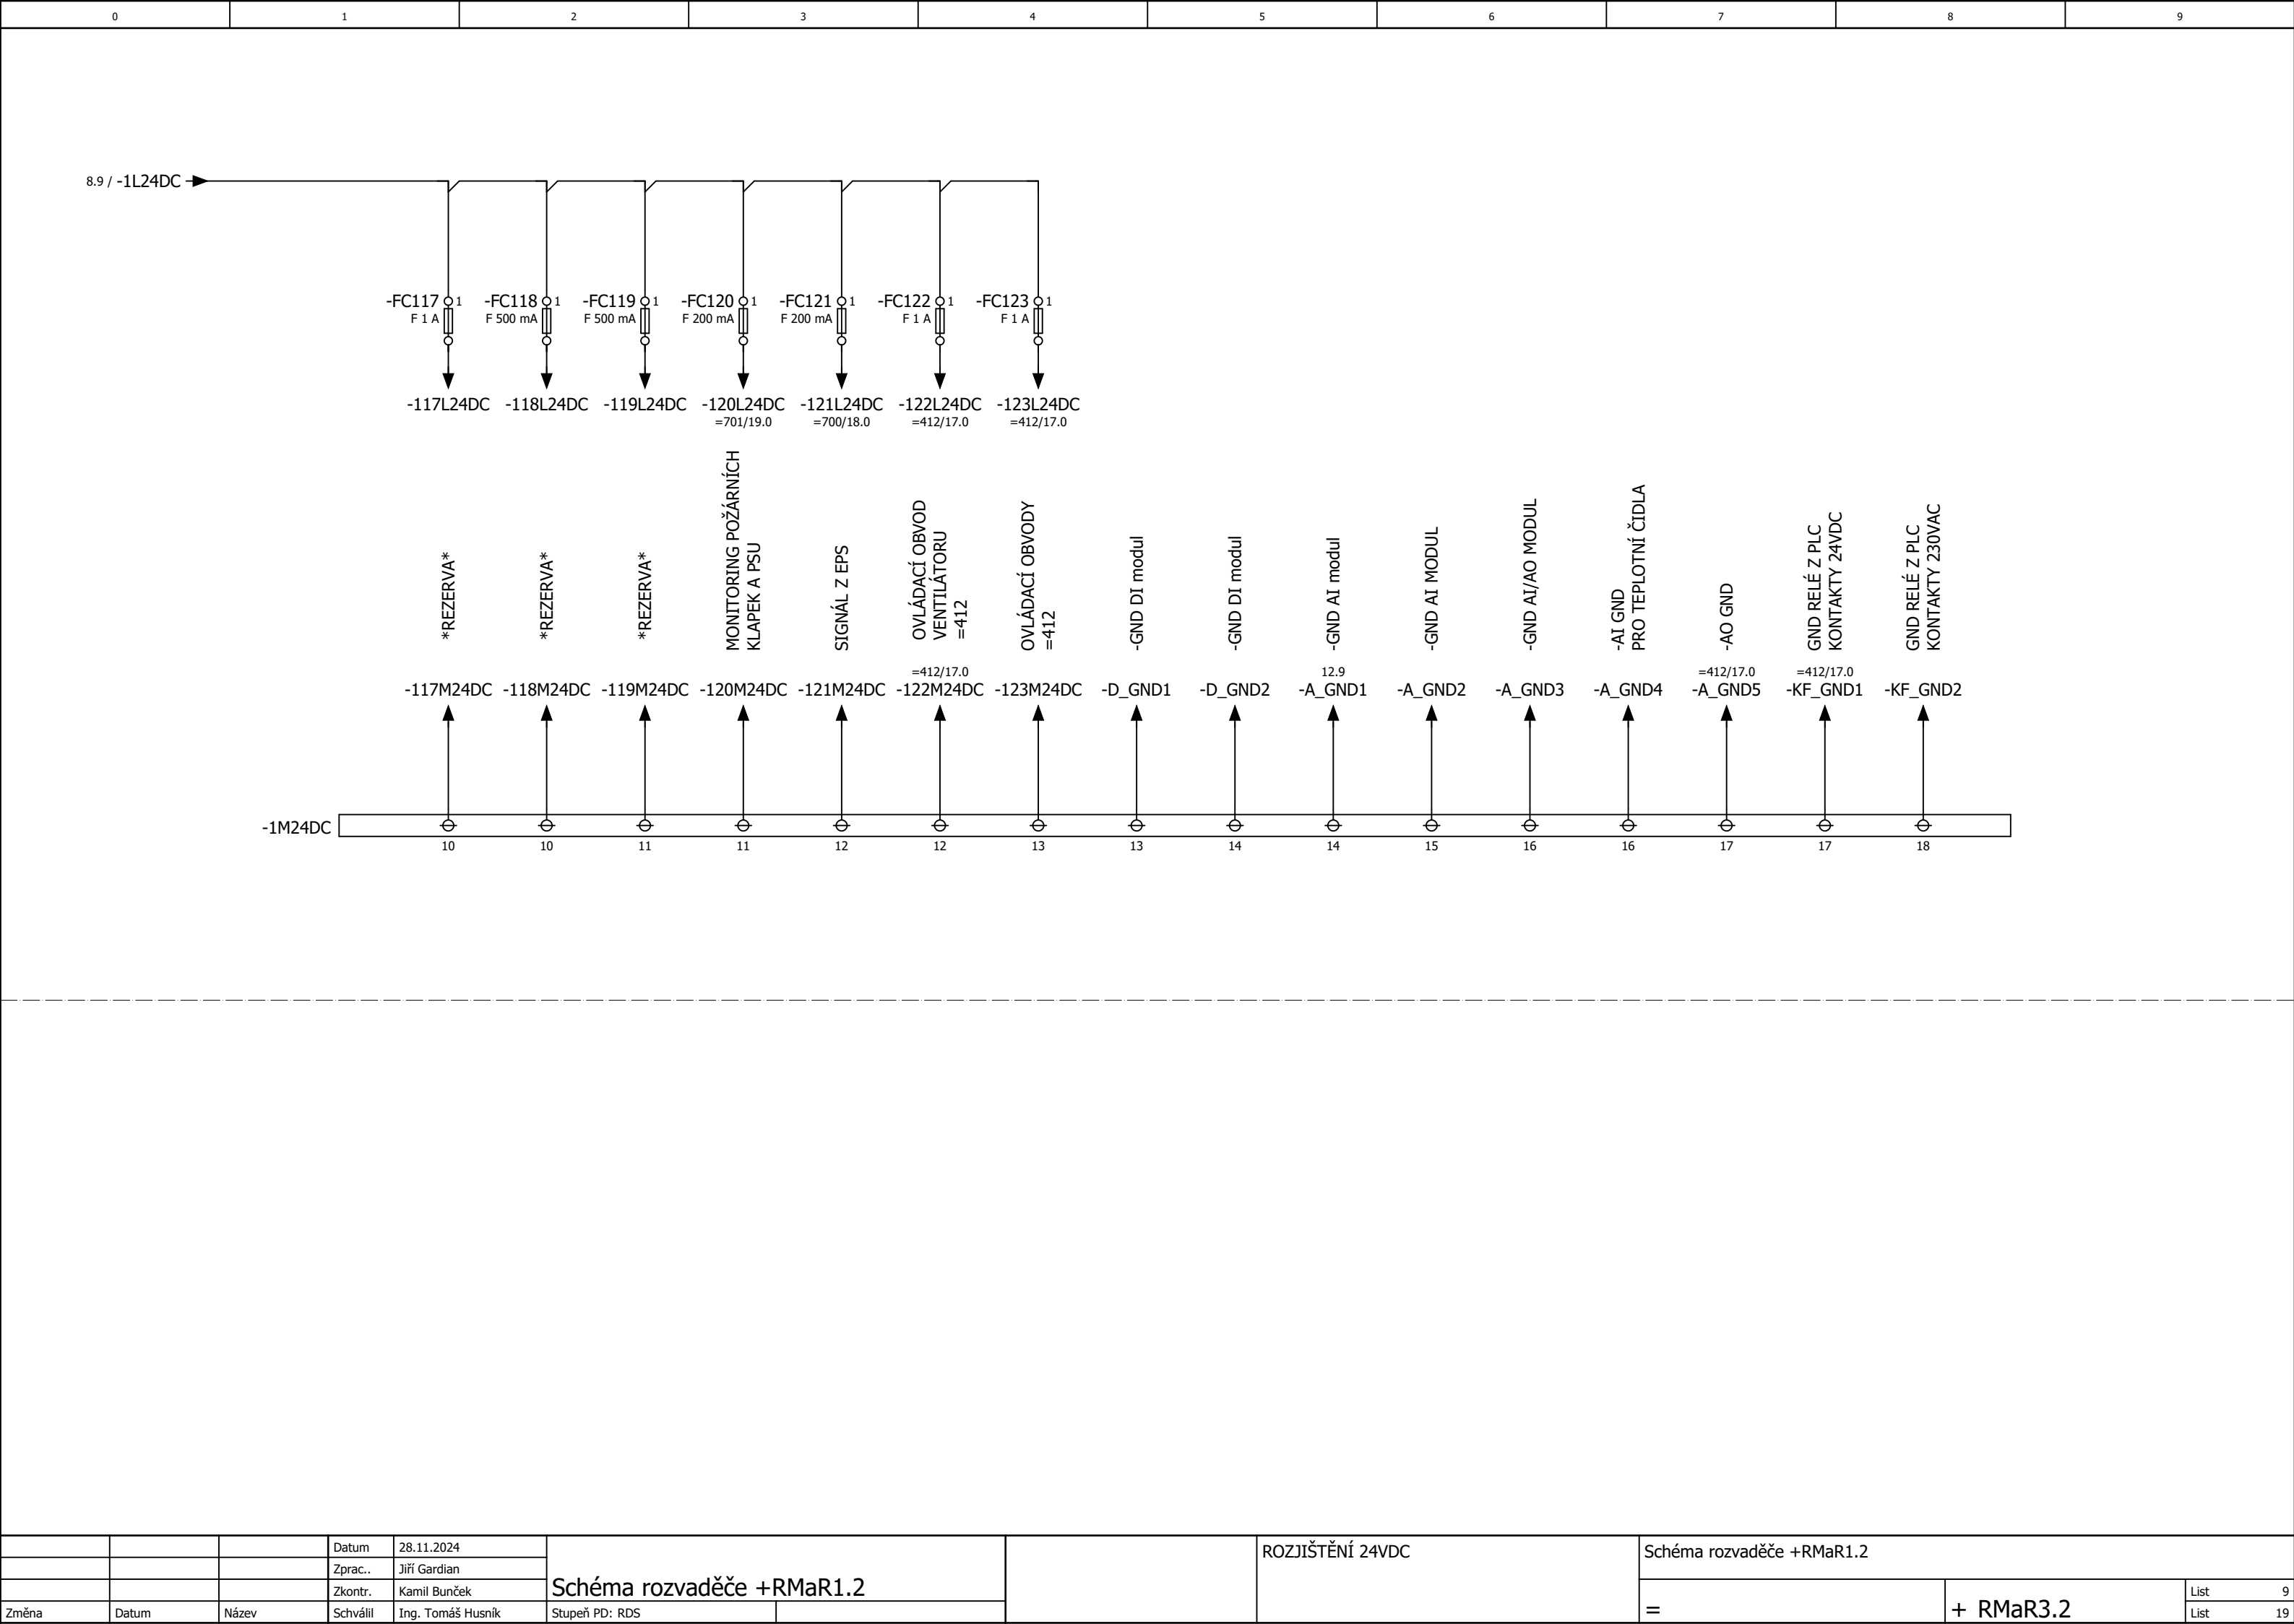 0 1 2 3 4 5 6 7 8 9
8.9 / -1L24DC
-FC117 1 -FC118 1 -FC119 1 -FC120 1 -FC121 1 -FC122 1 -FC123 1
F 1 A F 500 mA F 500 mA F 200 mA F 200 mA F 1 A F 1 A
-117L24DC -118L24DC -119L24DC -120L24DC -121L24DC -122L24DC -123L24DC
=701/19.0 =700/18.0 =412/17.0 =412/17.0
*REZERVA*
*REZERVA*
*REZERVA*
MONITORING POŽÁRNÍCH
KLAPEK A PSU
SIGNÁL Z EPS
OVLÁDACÍ OBVOD
VENTILÁTORU
=412
OVLÁDACÍ OBVODY
=412
-GND DI modul
-GND DI modul
-GND AI modul
-GND AI MODUL
-GND AI/AO MODUL
-AI GND
PRO TEPLOTNÍ ČIDLA
-AO GND
GND RELÉ Z PLC
KONTAKTY 24VDC
GND RELÉ Z PLC
KONTAKTY 230VAC
=412/17.0 12.9 =412/17.0 =412/17.0
-117M24DC -118M24DC -119M24DC -120M24DC -121M24DC -122M24DC -123M24DC -D_GND1 -D_GND2 -A_GND1 -A_GND2 -A_GND3 -A_GND4 -A_GND5 -KF_GND1 -KF_GND2
-1M24DC
10 10 11 11 12 12 13 13 14 14 15 16 16 17 17 18
Datum 28.11.2024
Zprac.. Jiří Gardian
Zkontr. Kamil Bunček
Změna Datum Název Schválil Ing. Tomáš Husník
Schéma rozvaděče +RMaR1.2
Stupeň PD: RDS
ROZJIŠTĚNÍ 24VDC
Schéma rozvaděče +RMaR1.2
= + RMaR3.2
List 9
List 19